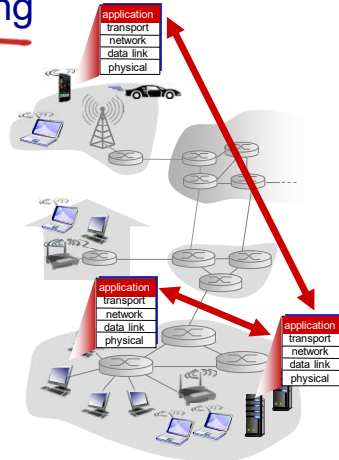 ng
application
transport
network
data link
physical
application
transport
network
data link
physical
application
transport
network
data link
physical